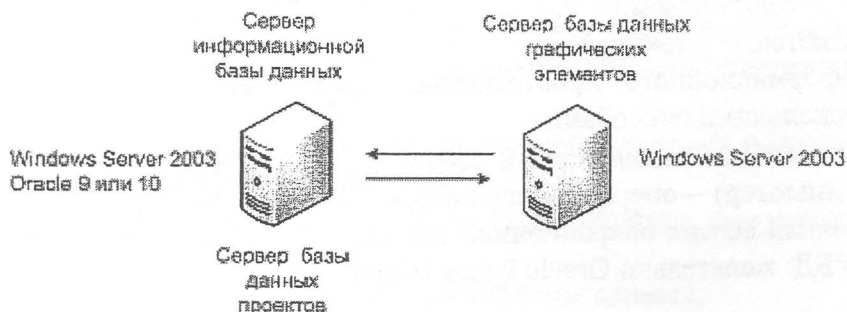 Сервер
информационной
базы данных
Сервер базы данных
графических
элементов
Windows Server 2003
Oracle 9 или 10
Windows Server 2003
Сервер базы
данных
проектов